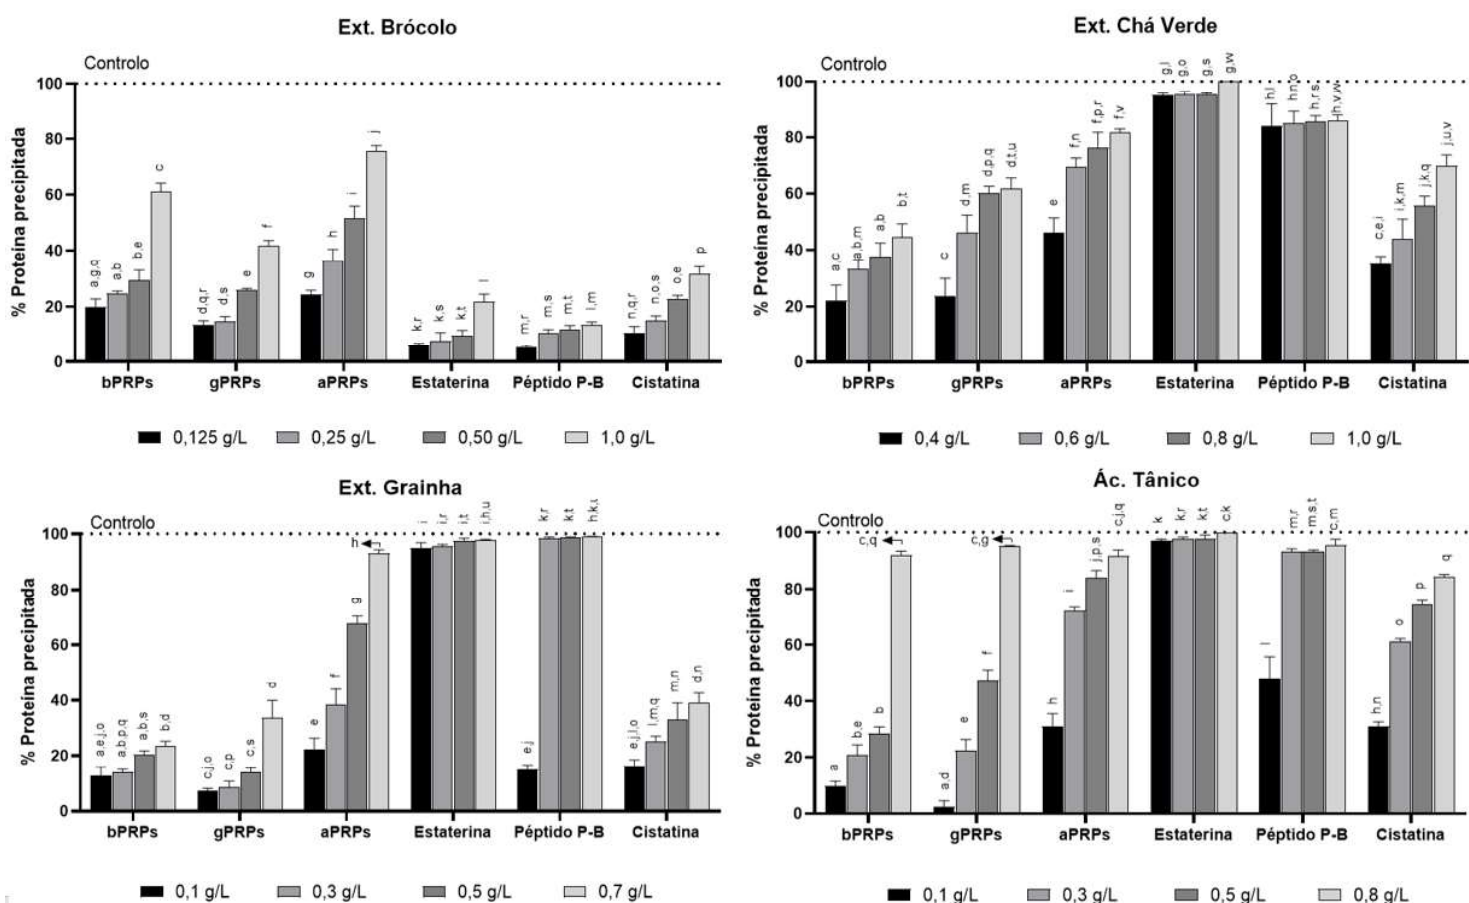 Ext. Brócolo
Controlo
% Proteína precipitada
100
80
60
40
20
0
a,g,q
a,b
b,e
c
d,q,r
d,s
e
f
g
h
i
j
k,r
k,s
k,t
l
m,r
m,s
m,t
l,m
n,q,r
n,o,s
o,e
p
bPRPs gPRPs aPRPs Estaterina Péptido P-B Cistatina
0,125 g/L 0,25 g/L 0,50 g/L 1,0 g/L
Ext. Chá Verde
Controlo
% Proteína precipitada
100
80
60
40
20
0
a,c
a,b,m
a,b
b,t
c
d,m
d,p,q
d,t,u
e
f,n
f,p,r
f,v
g,l
g,o
g,s
g,w
h,l
h,n,o
h,r,s
h,v,w
c,e,i
i,k,m
j,k,q
j,u,v
bPRPs gPRPs aPRPs Estaterina Péptido P-B Cistatina
0,4 g/L 0,6 g/L 0,8 g/L 1,0 g/L
Ext. Grainha
Controlo
% Proteína precipitada
100
80
60
40
20
0
a,e,j,o
a,b,p,q
a,b,s
b,d
c,j,o
c,p
c,s
d
e
f
g
h
i
i,r
i,t
i,h,u
e,j
k,r
k,t
e,j,l,o
l,m,q
m,n
d,n
bPRPs gPRPs aPRPs Estaterina Péptido P-B Cistatina
0,1 g/L 0,3 g/L 0,5 g/L 0,7 g/L
Ác. Tânico
Controlo
% Proteína precipitada
100
80
60
40
20
0
a
b,e
b
c,q
a,d
e
f
c,g
h
i
j,p,s
c,j,q
k
k,r
k,t
c,k
l
m,r
m,s,t
c,m
h,n
o
p
q
bPRPs gPRPs aPRPs Estaterina Péptido P-B Cistatina
0,1 g/L 0,3 g/L 0,5 g/L 0,8 g/L